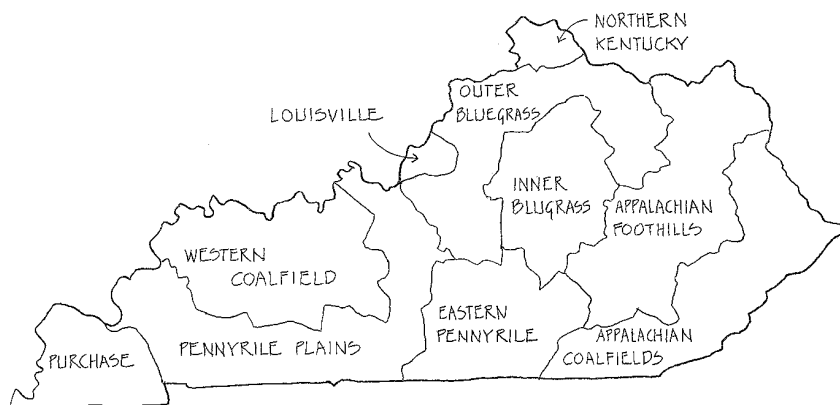 NORTHERN
KENTUCKY
OUTER
BLUEGRASS
LOUISVILLE
INNER
BLUGRASS
APPALACHIAN
FOOTHILLS
WESTERN
COALFIELD
EASTERN
PENNYRILE
APPALACHIAN
COALFIELDS
PENNYRILE PLAINS
PURCHASE